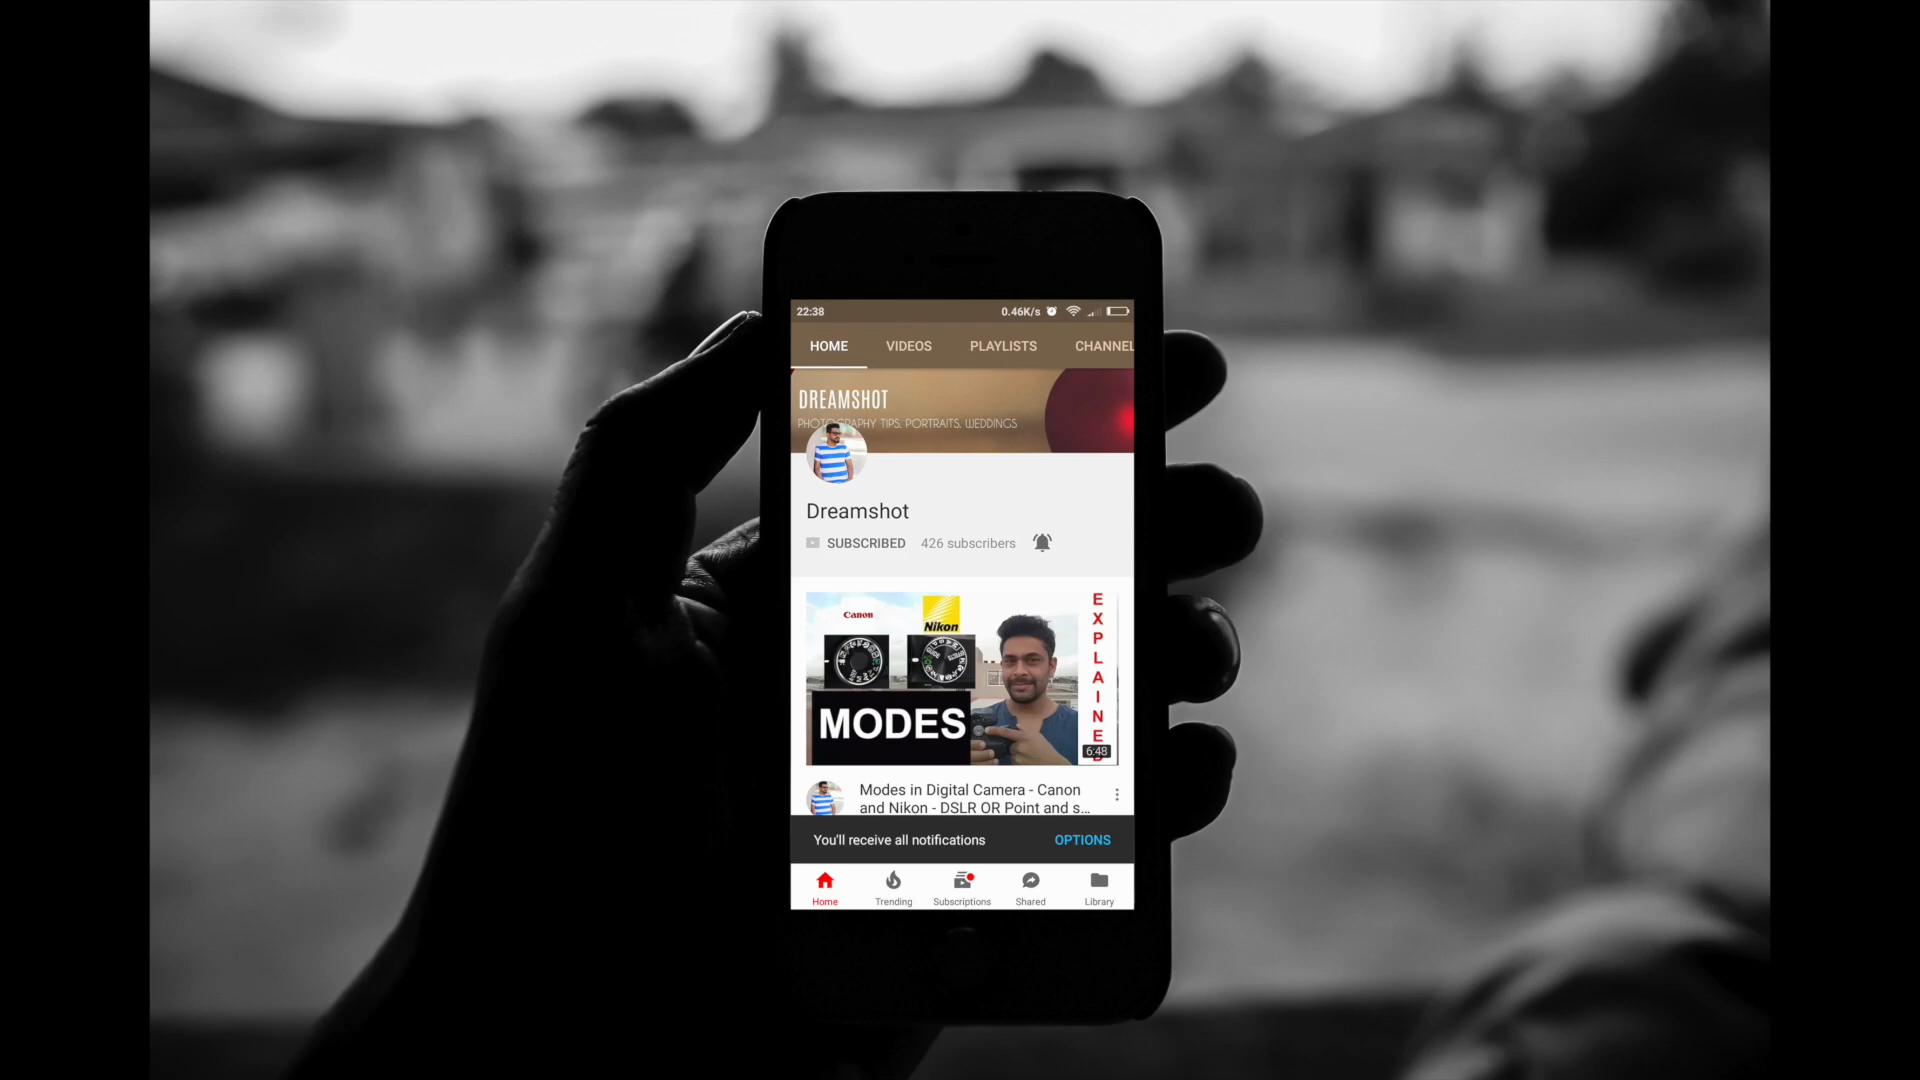 22:38 0.46K/s
HOME VIDEOS PLAYLISTS CHANNEL
DREAMSHOT
PHOTOGRAPHY TIPS, PORTRAITS, WEDDINGS
Dreamshot
SUBSCRIBED 426 subscribers
Canon
Nikon
MODES
EXPLAINED
6:48
Modes in Digital Camera - Canon
and Nikon - DSLR OR Point and s...
You'll receive all notifications OPTIONS
Home Trending Subscriptions Shared Library